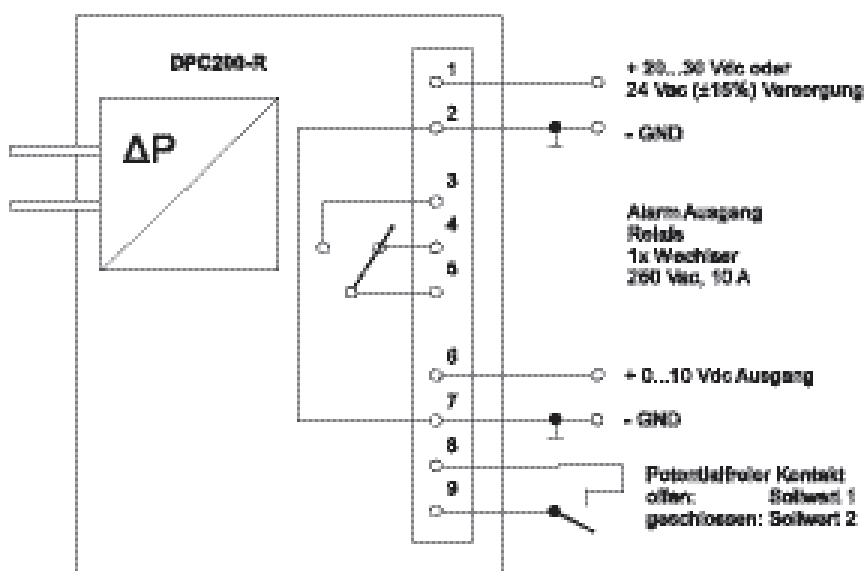 DPC200-R
ΔP
1
2
3
4
5
6
7
8
9
+ 20...30 Vdc oder
24 Vac (±15%) Versorgung
- GND
Alarm Ausgang
Relais
1x Wechsler
250 Vac, 10 A
+ 0...10 Vdc Ausgang
- GND
Potentialfreier Kontakt
offen: Sollwert 1
geschlossen: Sollwert 2